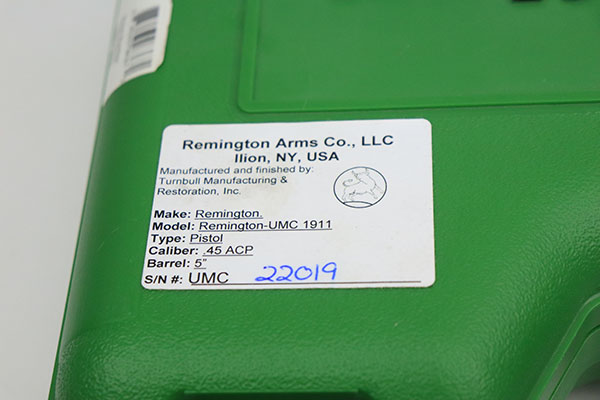 Remington Arms Co., LLC
Ilion, NY, USA
Manufactured and finished by:
Turnbull Manufacturing &
Restoration, Inc.
Make: Remington.
Model: Remington-UMC 1911
Type: Pistol
Caliber: .45 ACP
Barrel: 5"
S/N #: UMC 22019